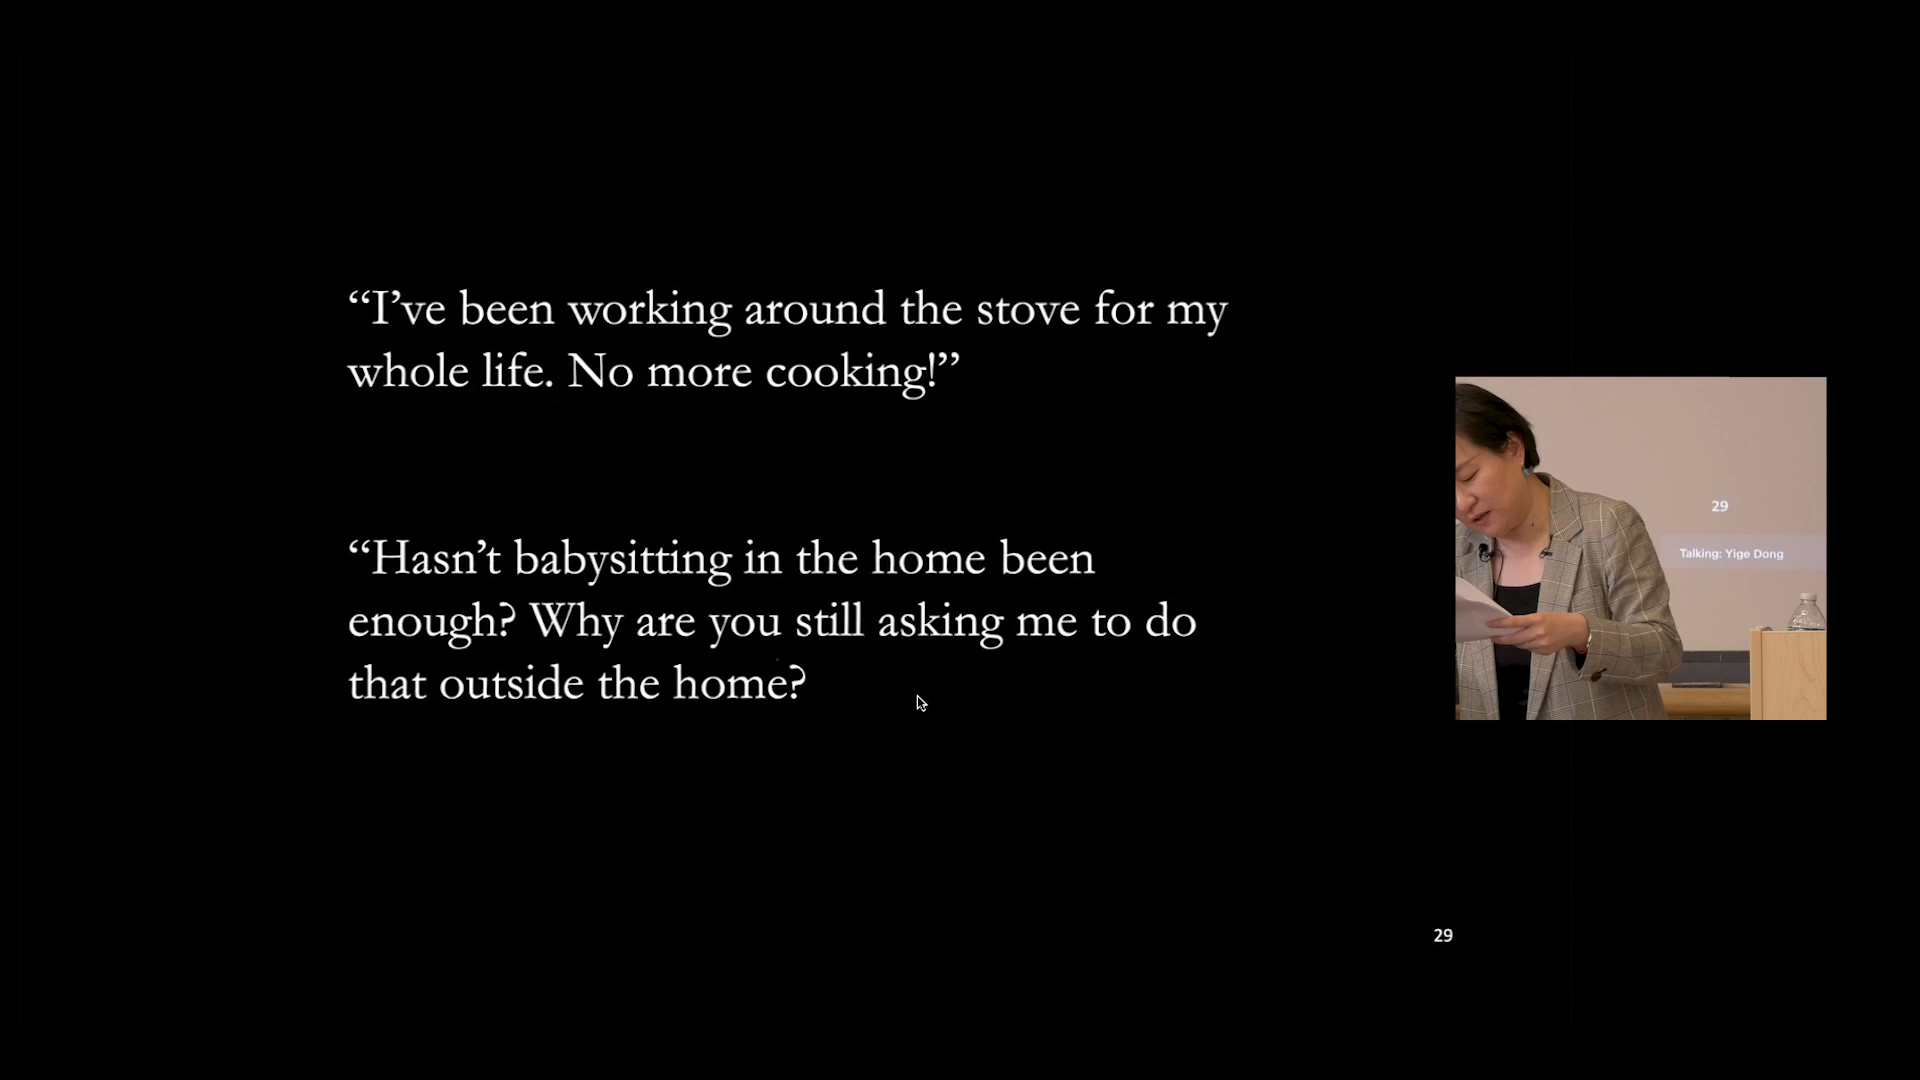 “I’ve been working around the stove for my
whole life. No more cooking!”
“Hasn’t babysitting in the home been
enough? Why are you still asking me to do
that outside the home?
29
Talking: Yige Dong
29